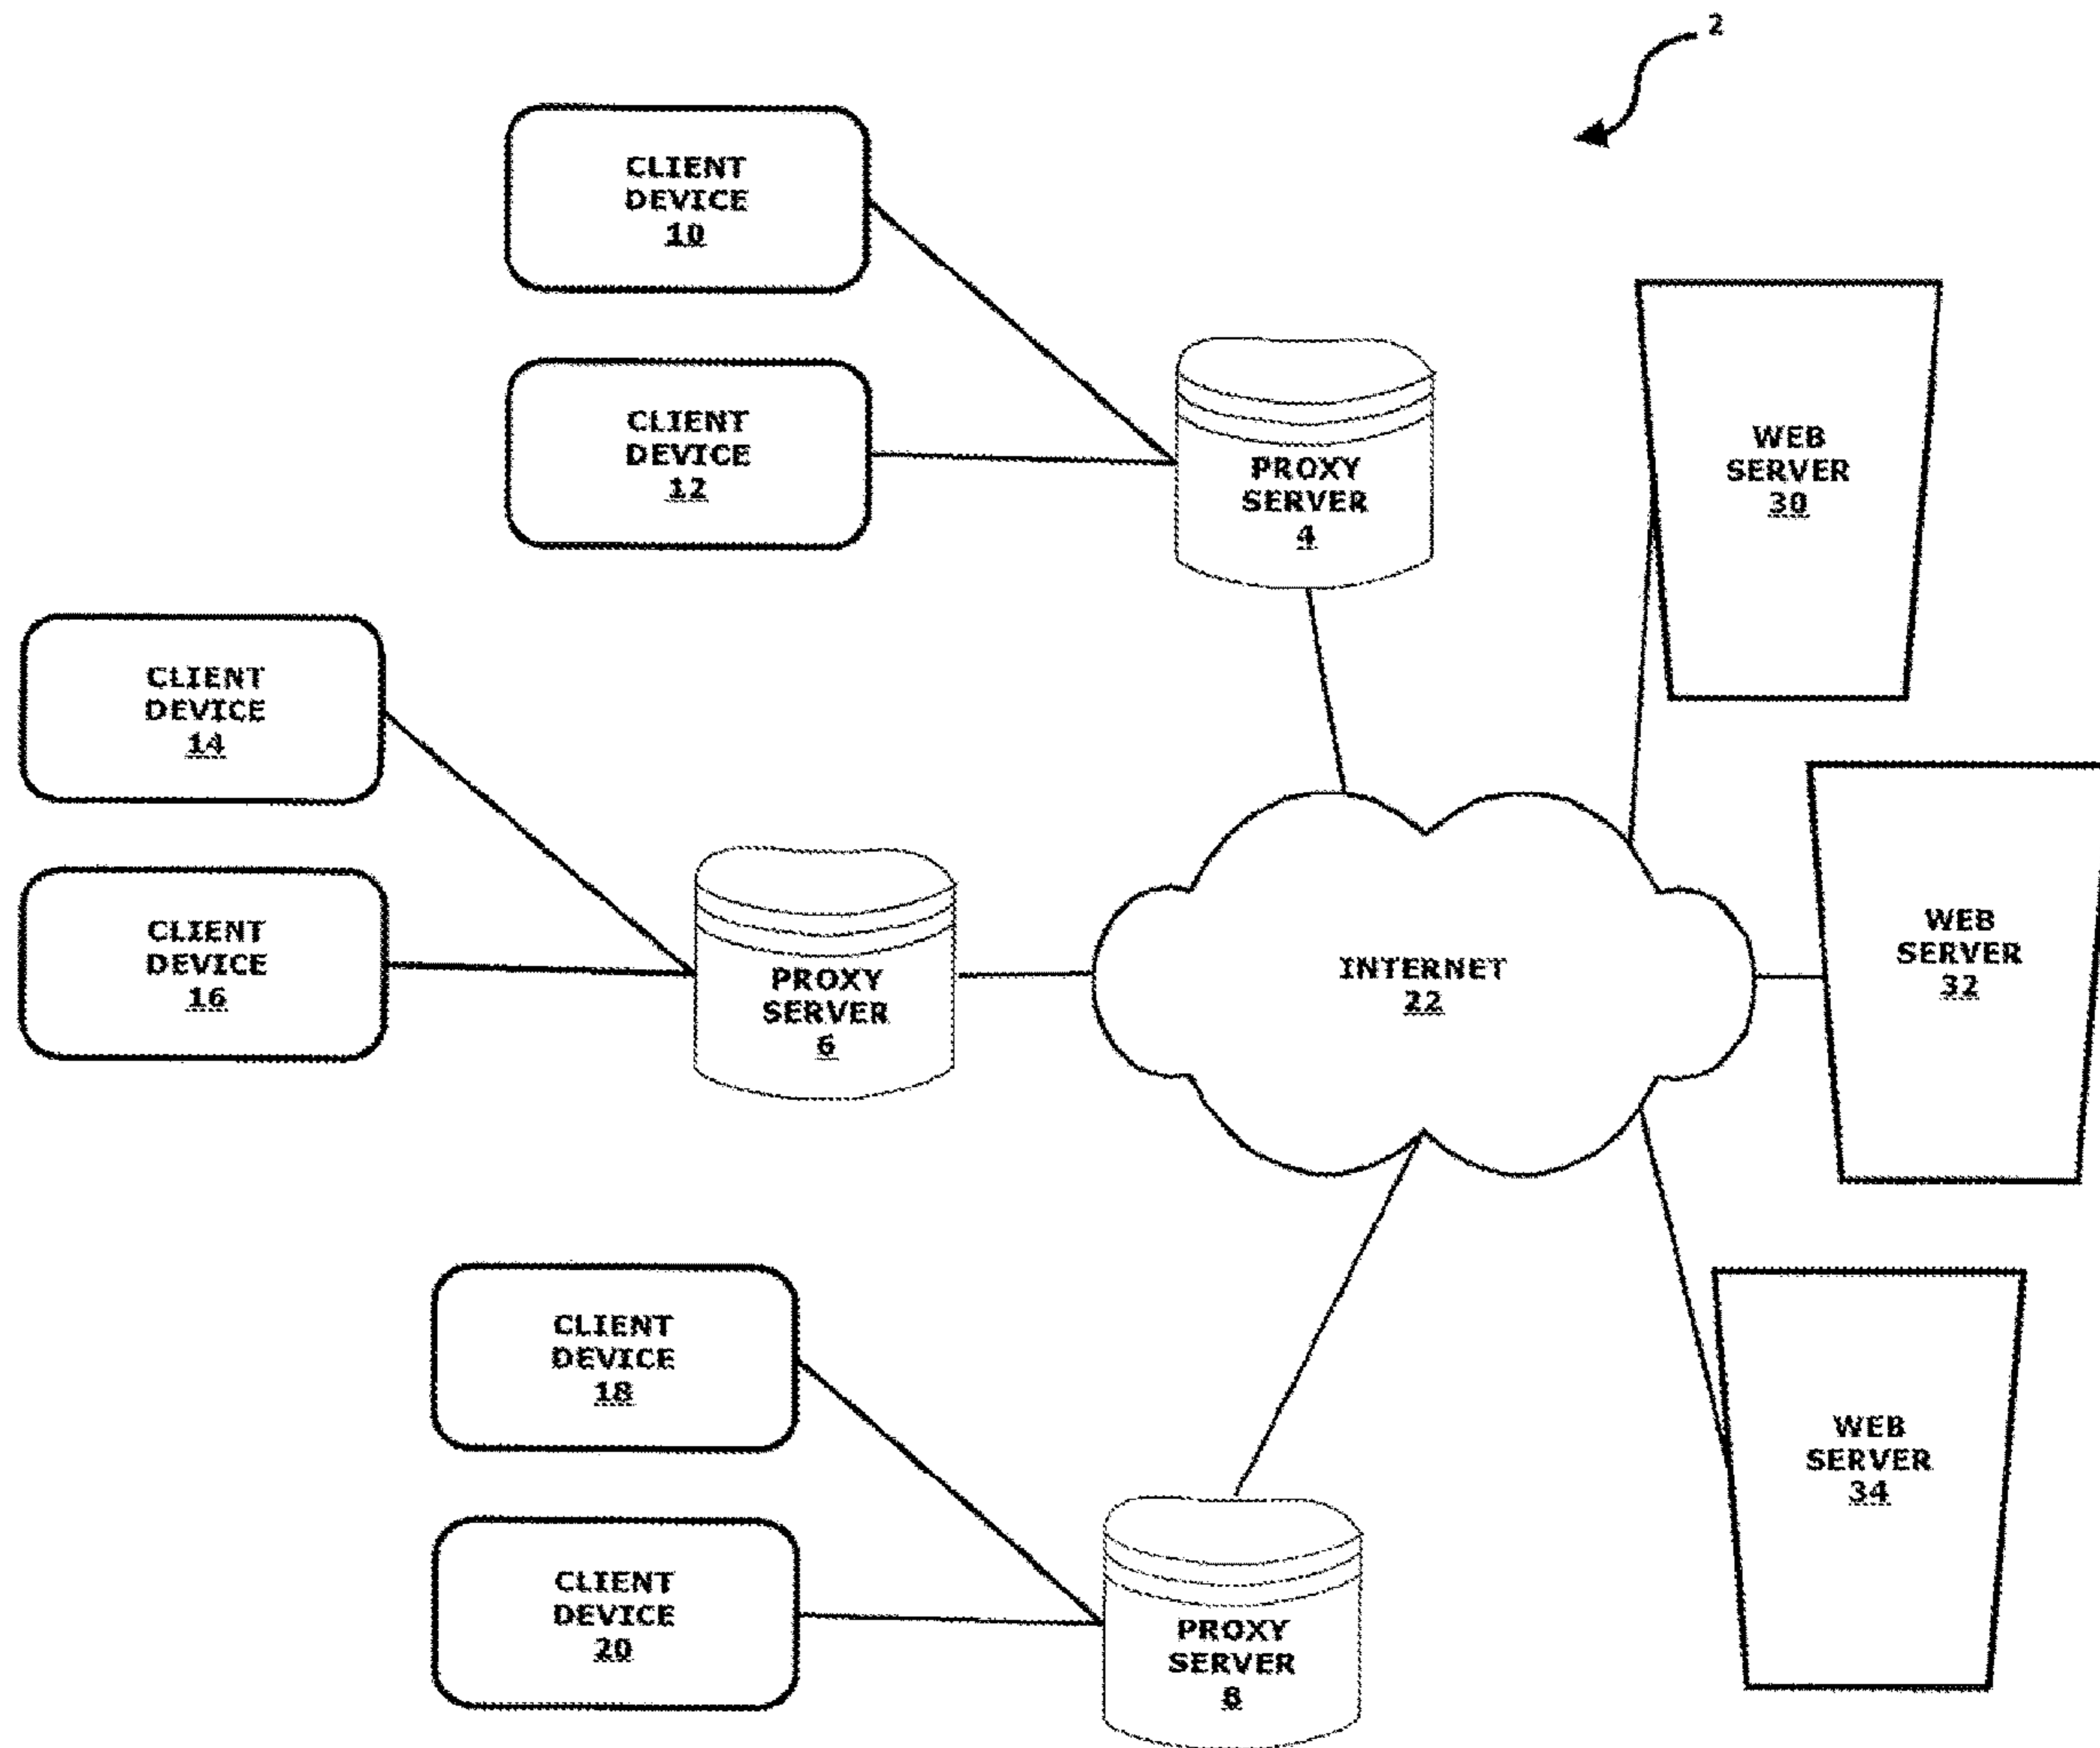 2
CLIENT
DEVICE
10
CLIENT
DEVICE
12
PROXY
SERVER
4
WEB
SERVER
30
CLIENT
DEVICE
14
CLIENT
DEVICE
16
PROXY
SERVER
6
INTERNET
22
WEB
SERVER
32
CLIENT
DEVICE
18
CLIENT
DEVICE
20
PROXY
SERVER
8
WEB
SERVER
34